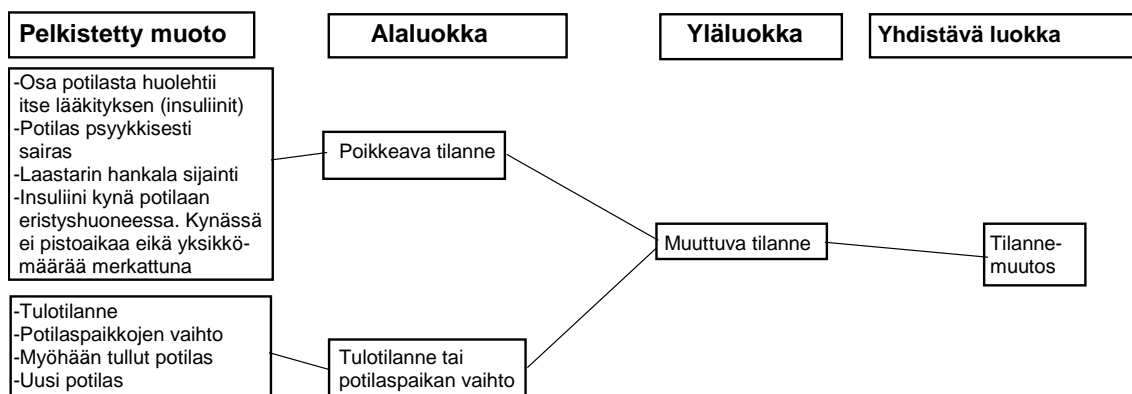 Pelkistetty muoto
Alaluokka
Yläluokka
Yhdistävä luokka
-Osa potilasta huolehtii
itse lääkityksen (insuliinit)
-Potilas psyykkisesti
sairas
-Laastarin hankala sijainti
-Insuliini kynä potilaan
eristyshuoneessa. Kynässä
ei pistoaikaa eikä yksikkö-
määrää merkattuna
Poikkeava tilanne
Muuttuva tilanne
Tilanne-
muutos
-Tulotilanne
-Potilaspaikkojen vaihto
-Myöhään tullut potilas
-Uusi potilas
Tulotilanne tai
potilaspaikan vaihto